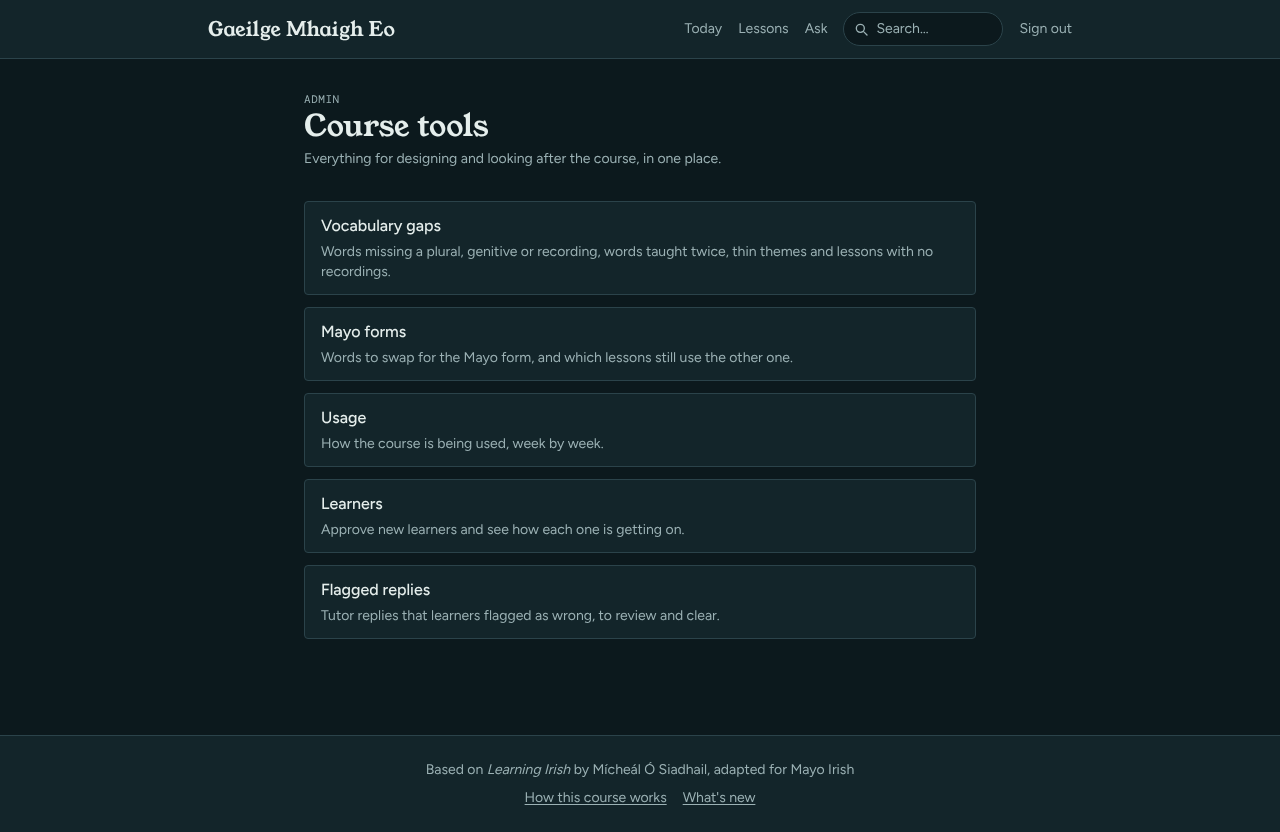 Gaeilge Mhaigh Eo
Today
Lessons
Ask
Search...
Sign out
ADMIN
Course tools
Everything for designing and looking after the course, in one place.
Vocabulary gaps
Words missing a plural, genitive or recording, words taught twice, thin themes and lessons with no
recordings.
Mayo forms
Words to swap for the Mayo form, and which lessons still use the other one.
Usage
How the course is being used, week by week.
Learners
Approve new learners and see how each one is getting on.
Flagged replies
Tutor replies that learners flagged as wrong, to review and clear.
Based on Learning Irish by Mícheál Ó Siadhail, adapted for Mayo Irish
How this course works
What's new